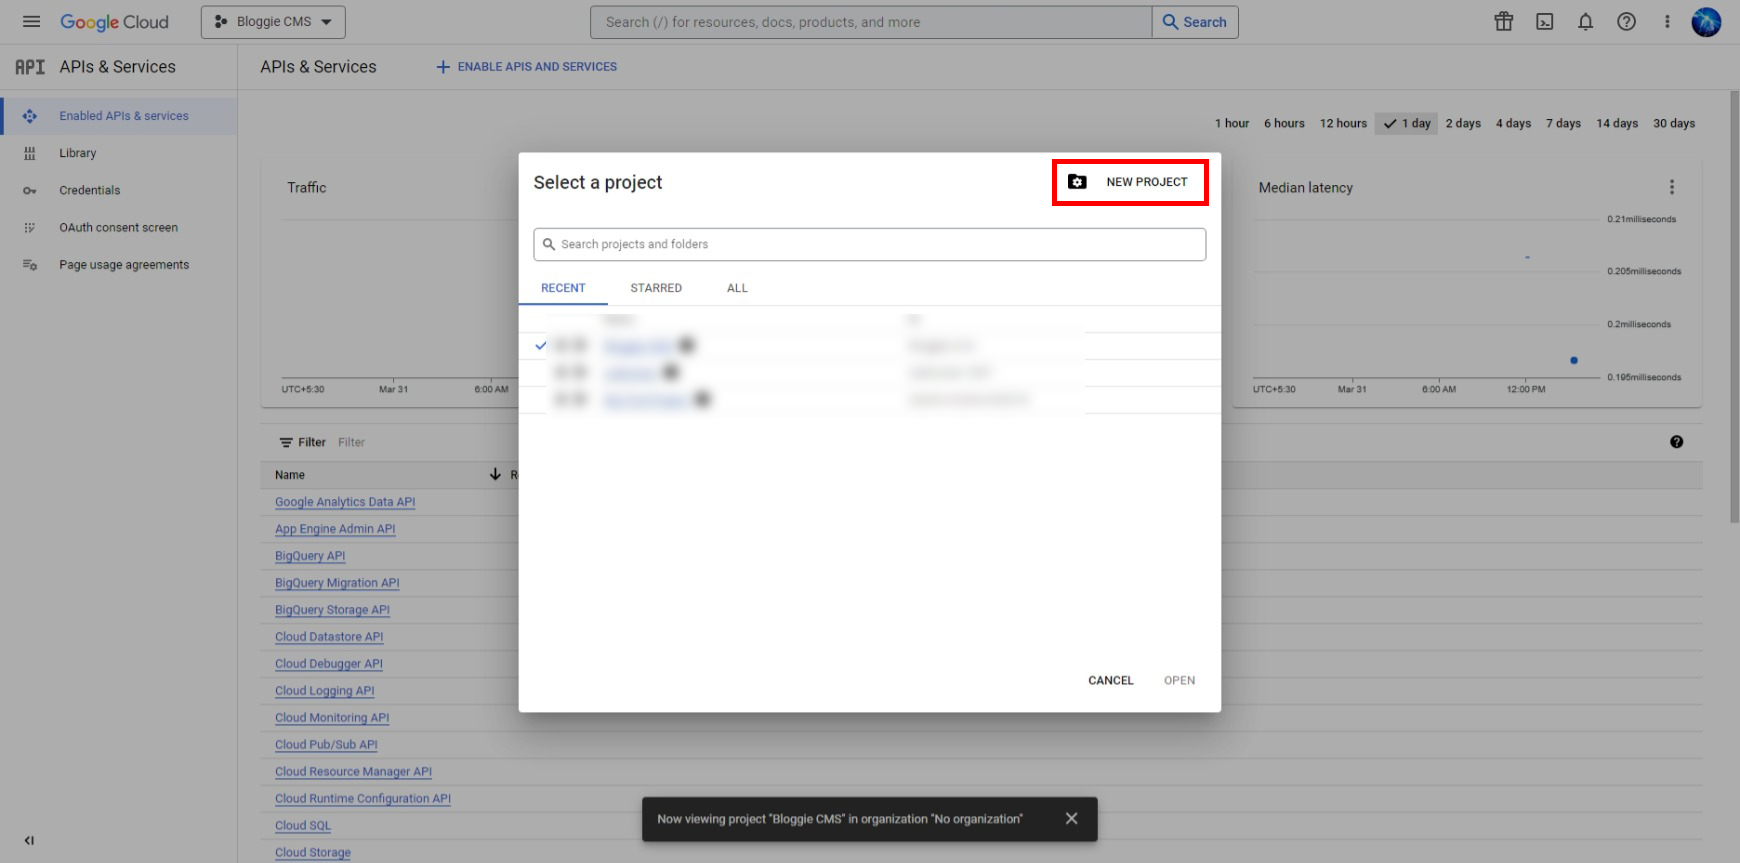 Google Cloud
Bloggie CMS
Search (/) for resources, docs, products, and more
Search
API APIs & Services
APIs & Services
ENABLE APIS AND SERVICES
Enabled APIs & services
Library
Credentials
OAuth consent screen
Page usage agreements
1 hour 6 hours 12 hours 1 day 2 days 4 days 7 days 14 days 30 days
Traffic
UTC+5:30 Mar 31 6:00 AM
Select a project
NEW PROJECT
Search projects and folders
RECENT STARRED ALL
CANCEL OPEN
Median latency
0.21milliseconds
0.205milliseconds
0.2milliseconds
0.195milliseconds
UTC+5:30 Mar 31 6:00 AM 12:00 PM
Filter Filter
Name
Google Analytics Data API
App Engine Admin API
BigQuery API
BigQuery Migration API
BigQuery Storage API
Cloud Datastore API
Cloud Debugger API
Cloud Logging API
Cloud Monitoring API
Cloud Pub/Sub API
Cloud Resource Manager API
Cloud Runtime Configuration API
Cloud SQL
Cloud Storage
Now viewing project "Bloggie CMS" in organization "No organization"